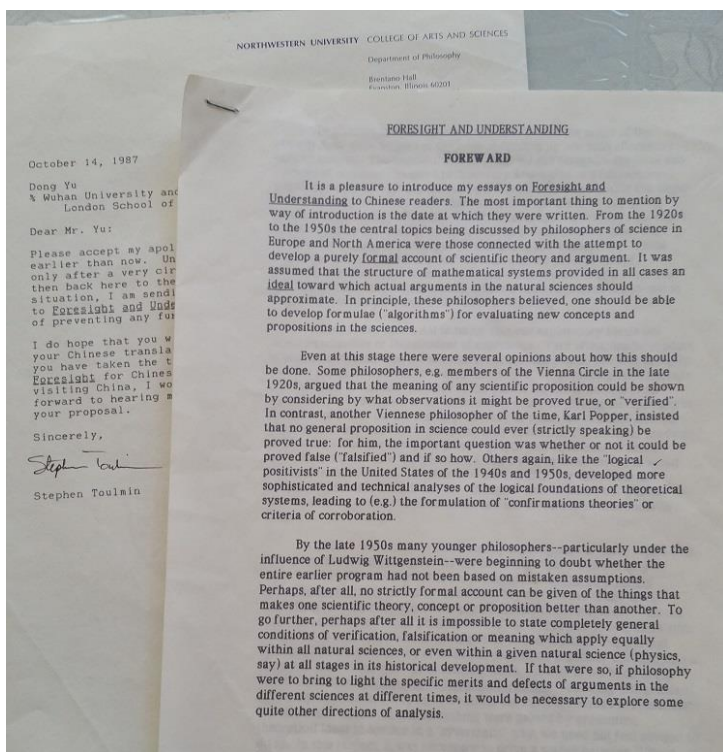 NORTHWESTERN UNIVERSITY COLLEGE OF ARTS AND SCIENCES
Department of Philosophy
Brentano Hall
Evanston, Illinois 60201
October 14, 1987
Dong Yu
% Wuhan University and
London School of
Dear Mr. Yu:
Please accept my apol
earlier than now. Un
only after a very cir
then back here to the
situation, I am sendi
to Foresight and Unde
of preventing any fur
I do hope that you w
your Chinese transla
you have taken the t
Foresight for Chines
visiting China, I wo
forward to hearing m
your proposal.
Sincerely,
Stephen Toulmin
Stephen Toulmin
FORESIGHT AND UNDERSTANDING
FOREWARD
It is a pleasure to introduce my essays on Foresight and
Understanding to Chinese readers. The most important thing to mention by
way of introduction is the date at which they were written. From the 1920s
to the 1950s the central topics being discussed by philosophers of science in
Europe and North America were those connected with the attempt to
develop a purely formal account of scientific theory and argument. It was
assumed that the structure of mathematical systems provided in all cases an
ideal toward which actual arguments in the natural sciences should
approximate. In principle, these philosophers believed, one should be able
to develop formulae ("algorithms") for evaluating new concepts and
propositions in the sciences.
Even at this stage there were several opinions about how this should
be done. Some philosophers, e.g. members of the Vienna Circle in the late
1920s, argued that the meaning of any scientific proposition could be shown
by considering by what observations it might be proved true, or "verified".
In contrast, another Viennese philosopher of the time, Karl Popper, insisted
that no general proposition in science could ever (strictly speaking) be
proved true: for him, the important question was whether or not it could be
proved false ("falsified") and if so how. Others again, like the "logical
positivists" in the United States of the 1940s and 1950s, developed more
sophisticated and technical analyses of the logical foundations of theoretical
systems, leading to (e.g.) the formulation of "confirmations theories" or
criteria of corroboration.
By the late 1950s many younger philosophers--particularly under the
influence of Ludwig Wittgenstein--were beginning to doubt whether the
entire earlier program had not been based on mistaken assumptions.
Perhaps, after all, no strictly formal account can be given of the things that
makes one scientific theory, concept or proposition better than another. To
go further, perhaps after all it is impossible to state completely general
conditions of verification, falsification or meaning which apply equally
within all natural sciences, or even within a given natural science (physics,
say) at all stages in its historical development. If that were so, if philosophy
were to bring to light the specific merits and defects of arguments in the
different sciences at different times, it would be necessary to explore some
quite other directions of analysis.